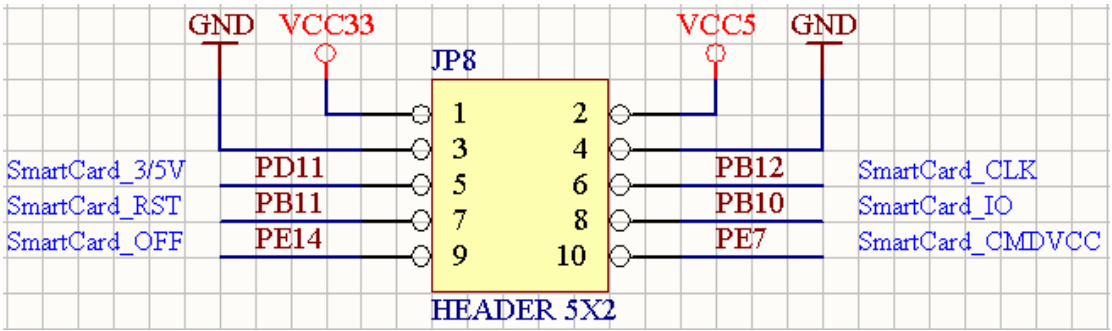 GND VCC33 VCC5 GND
JP8
1 2
3 4
SmartCard_3/5V PD11 5 6 PB12 SmartCard_CLK
SmartCard_RST PB11 7 8 PB10 SmartCard_IO
SmartCard_OFF PE14 9 10 PE7 SmartCard_CMDVCC
HEADER 5X2